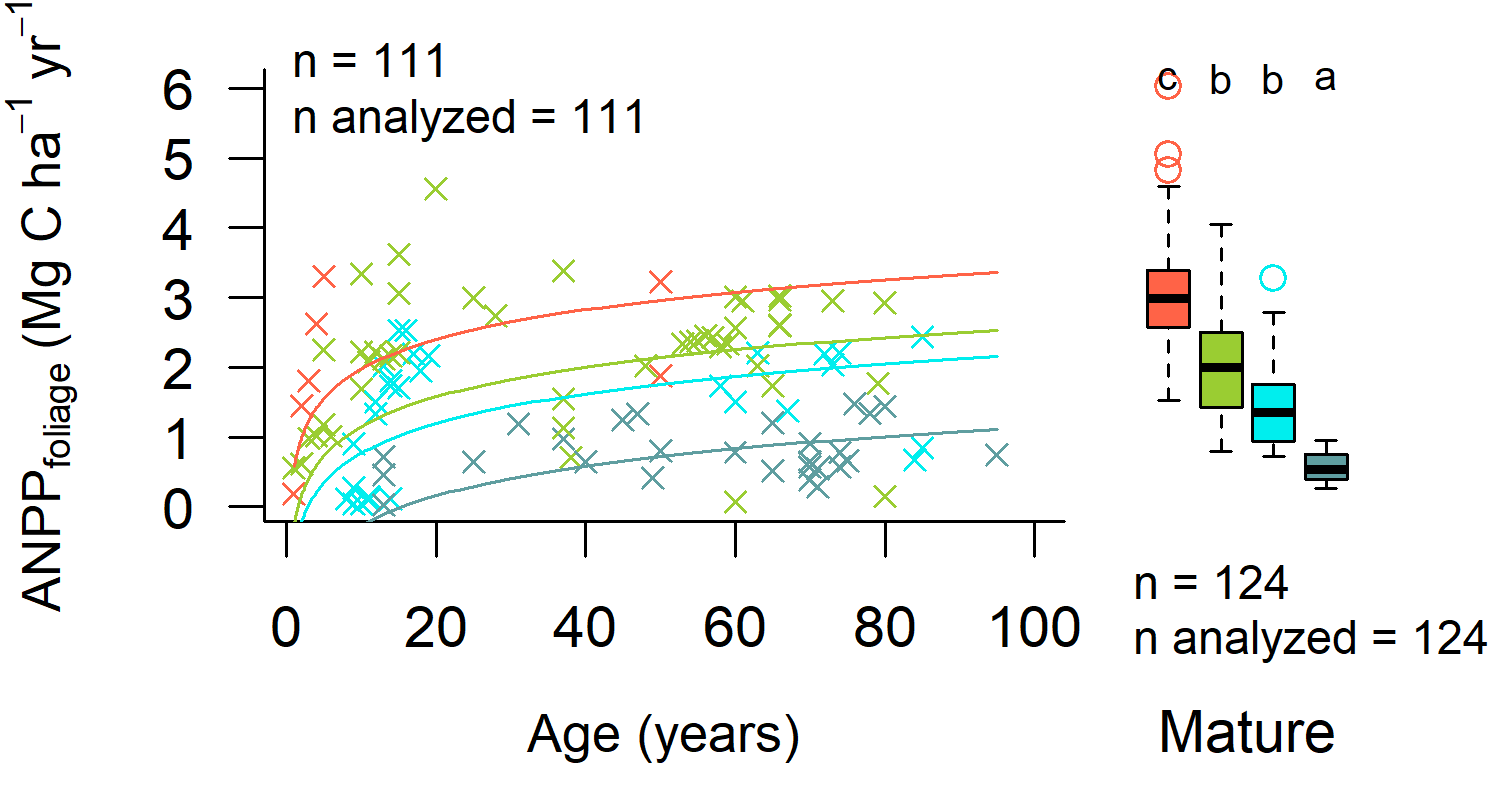 ANPPfoliage (Mg C ha−1 yr−1
6
5
4
3
2
1
0
n = 111
n analyzed = 111
0 20 40 60 80 100
Age (years)
c b b a
n = 124
n analyzed = 124
Mature